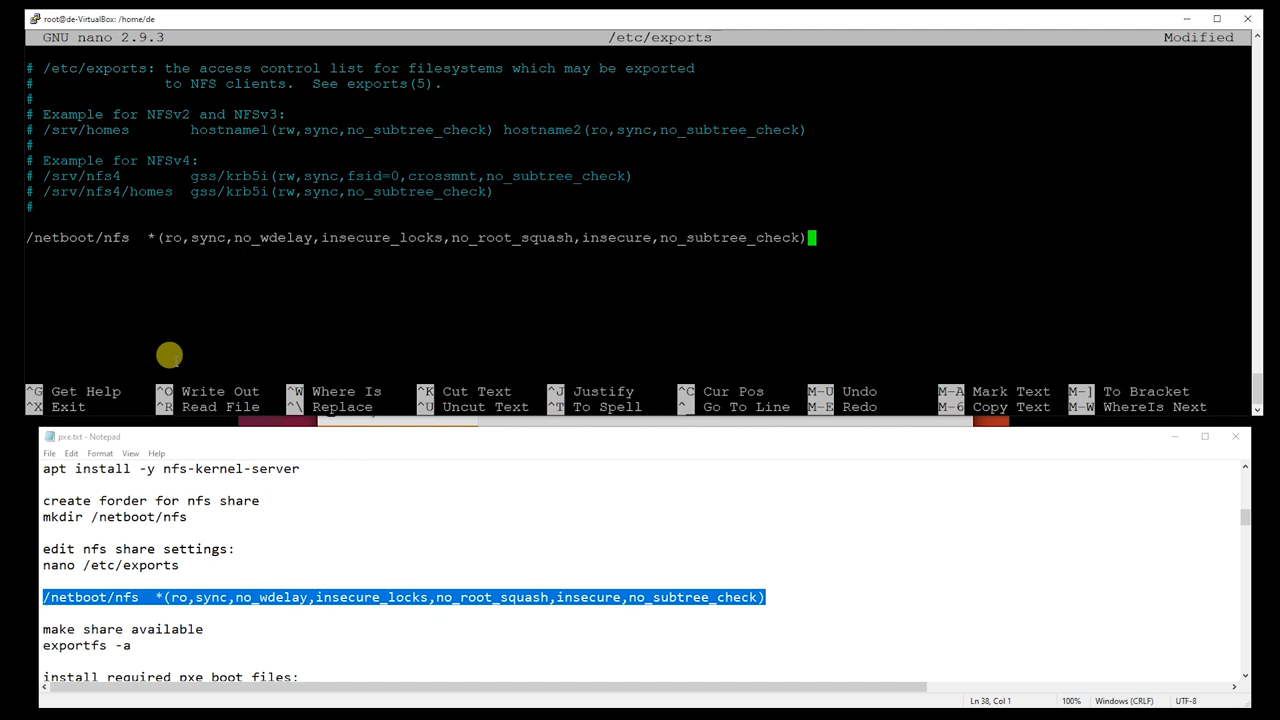 root@de-VirtualBox: /home/de
GNU nano 2.9.3 /etc/exports Modified
# /etc/exports: the access control list for filesystems which may be exported
# to NFS clients. See exports(5).
#
# Example for NFSv2 and NFSv3:
# /srv/homes hostname1(rw,sync,no_subtree_check) hostname2(ro,sync,no_subtree_check)
#
# Example for NFSv4:
# /srv/nfs4 gss/krb5i(rw,sync,fsid=0,crossmnt,no_subtree_check)
# /srv/nfs4/homes gss/krb5i(rw,sync,no_subtree_check)
#
/netboot/nfs *(ro,sync,no_wdelay,insecure_locks,no_root_squash,insecure,no_subtree_check)
^G Get Help ^O Write Out ^W Where Is ^K Cut Text ^J Justify ^C Cur Pos M-U Undo M-A Mark Text M-] To Bracket
^X Exit ^R Read File ^\ Replace ^U Uncut Text ^T To Spell ^_ Go To Line M-E Redo M-6 Copy Text M-W WhereIs Next
pxe.txt - Notepad
File Edit Format View Help
apt install -y nfs-kernel-server
create forder for nfs share
mkdir /netboot/nfs
edit nfs share settings:
nano /etc/exports
/netboot/nfs *(ro,sync,no_wdelay,insecure_locks,no_root_squash,insecure,no_subtree_check)
make share available
exportfs -a
install required pxe boot files:
Ln 38, Col 1 100% Windows (CRLF) UTF-8